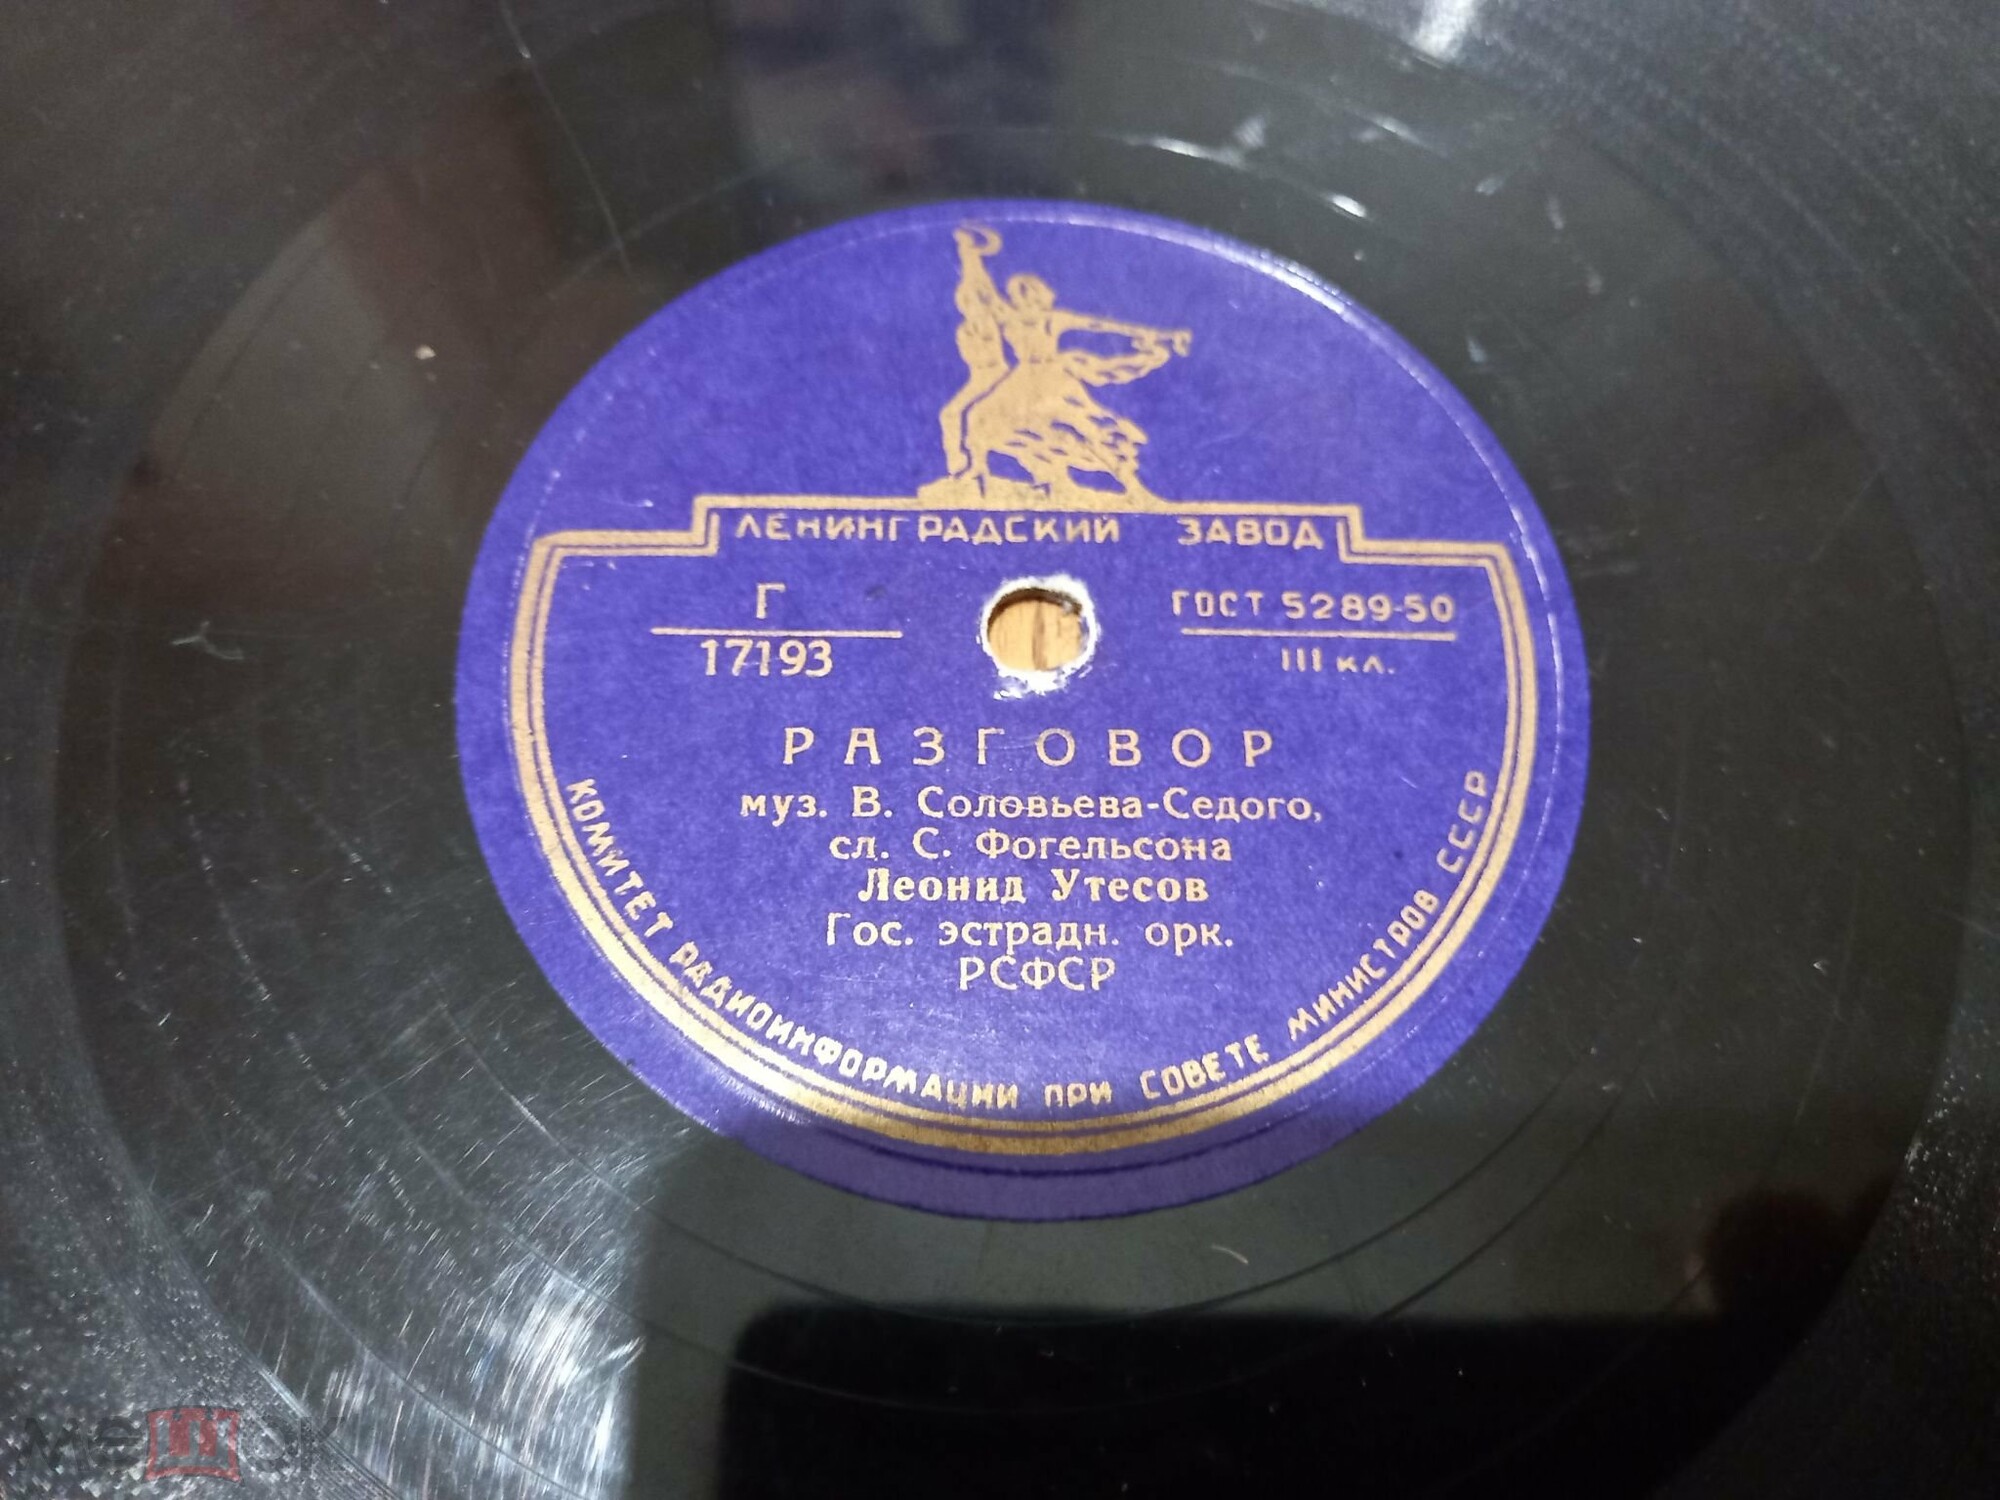 ЛЕНИНГРАДСКИЙ ЗАВОД
Г
17193
ГОСТ 5289-50
III кл.
РАЗГОВОР
муз. В. Соловьева-Седого,
сл. С. Фогельсона
Леонид Утесов
Гос. эстрадн. орк.
РСФСР
КОМИТЕТ РАДИОИНФОРМАЦИИ ПРИ СОВЕТЕ МИНИСТРОВ СССР
мешок